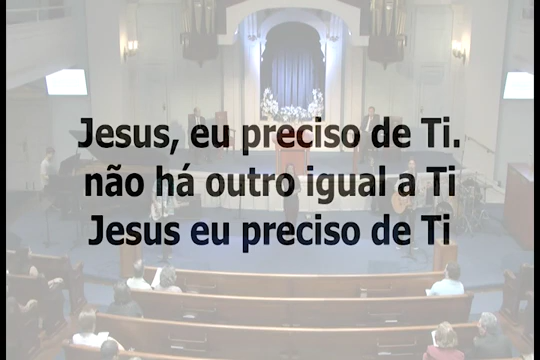 Jesus, eu preciso de Ti.
não há outro igual a Ti
Jesus eu preciso de Ti